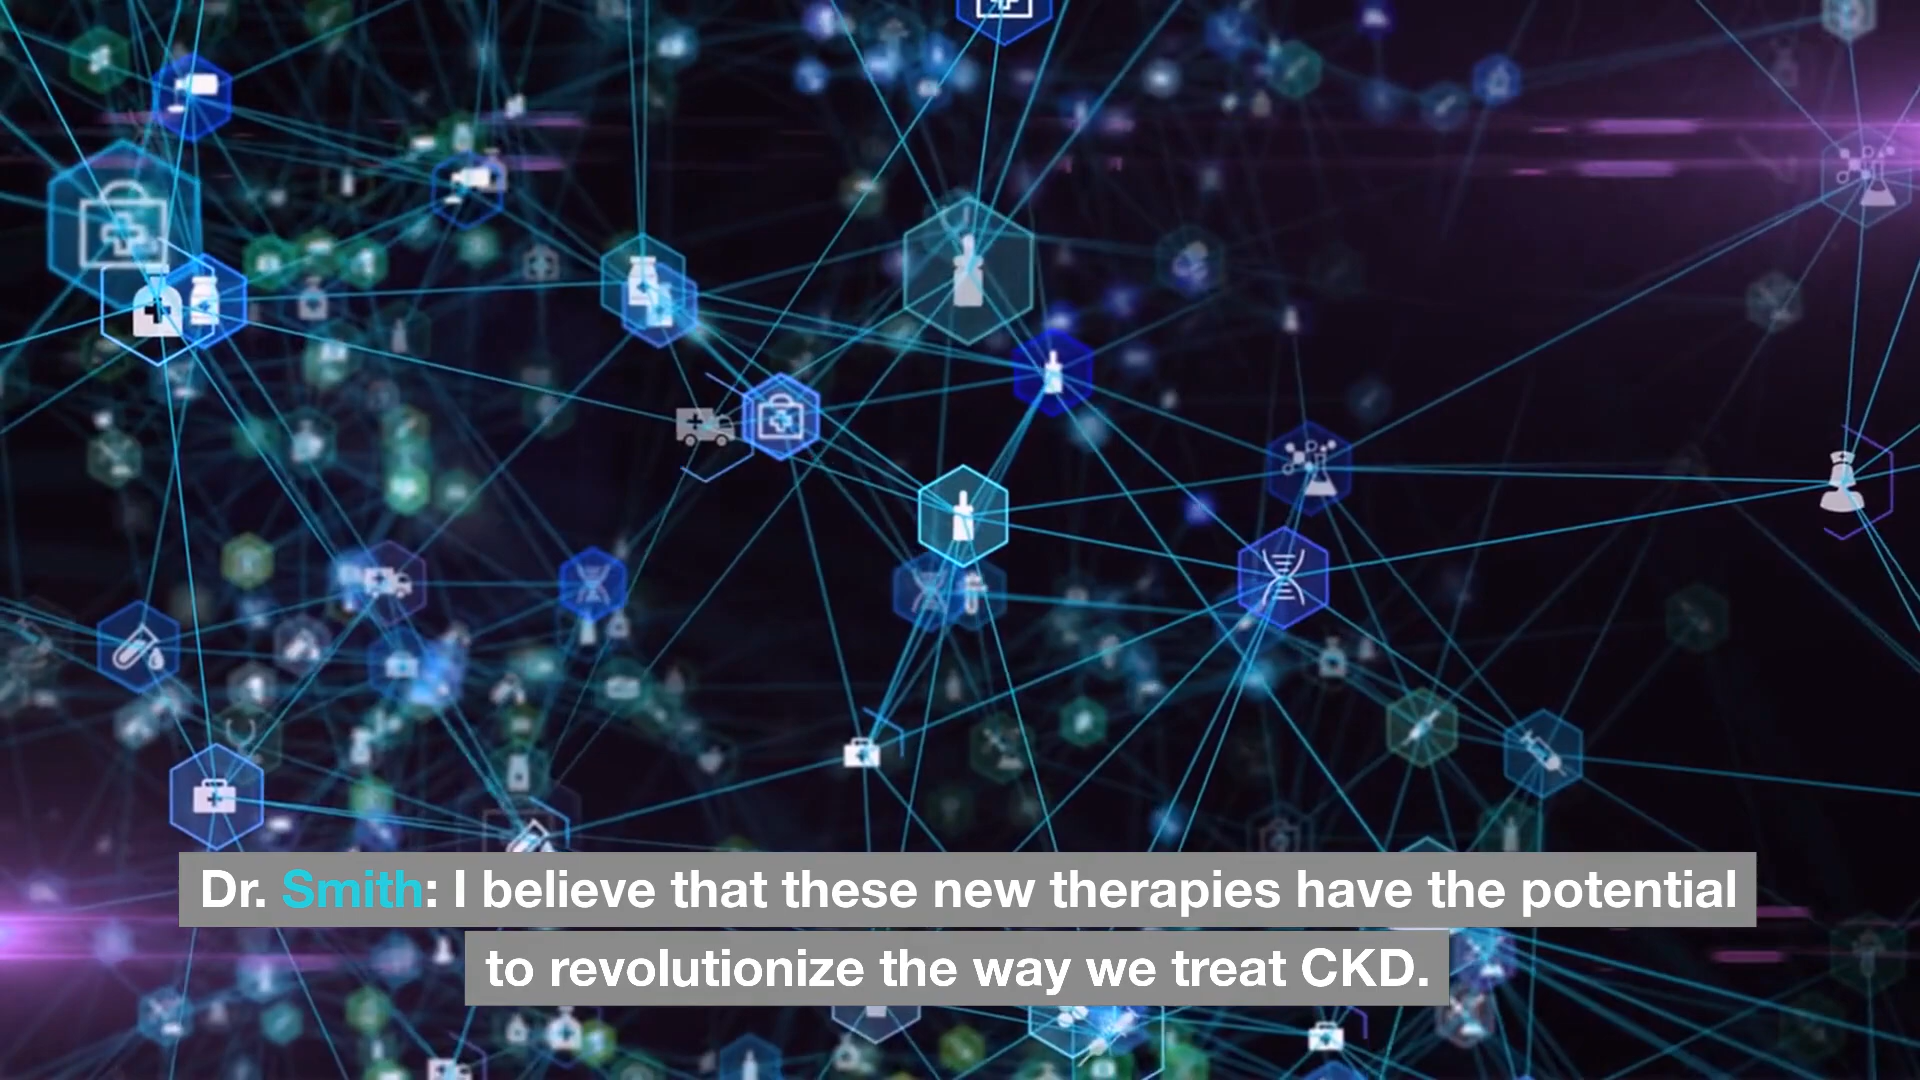 Dr. Smith: I believe that these new therapies have the potential
to revolutionize the way we treat CKD.